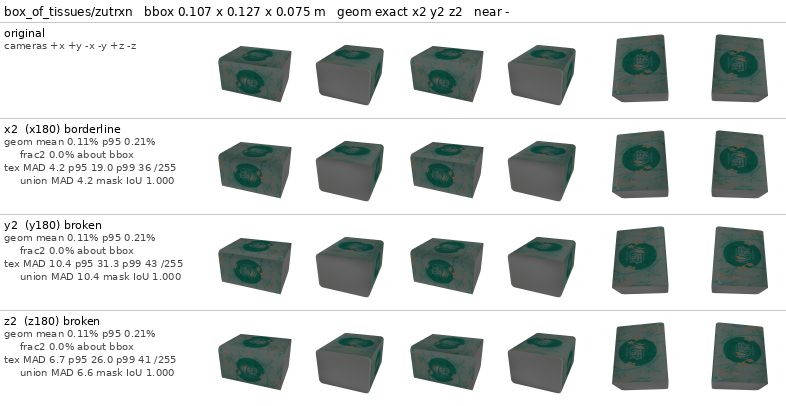 box_of_tissues/zutrxn   bbox 0.107 x 0.127 x 0.075 m   geom exact x2 y2 z2   near -
original
cameras +x +y -x -y +z -z
x2  (x180) borderline
geom mean 0.11% p95 0.21%
frac2 0.0% about bbox
tex MAD 4.2 p95 19.0 p99 36 /255
union MAD 4.2 mask IoU 1.000
y2  (y180) broken
geom mean 0.11% p95 0.21%
frac2 0.0% about bbox
tex MAD 10.4 p95 31.3 p99 43 /255
union MAD 10.4 mask IoU 1.000
z2  (z180) broken
geom mean 0.11% p95 0.21%
frac2 0.0% about bbox
tex MAD 6.7 p95 26.0 p99 41 /255
union MAD 6.6 mask IoU 1.000